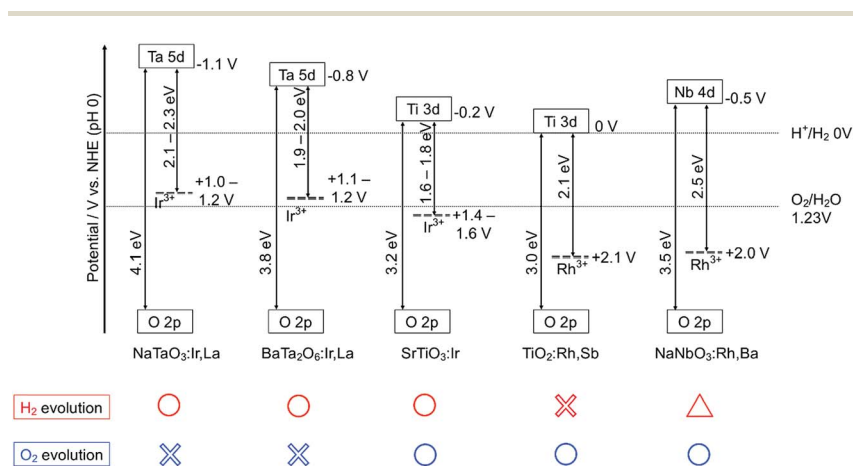 Potential / V vs. NHE (pH 0)
Ta 5d
-1.1 V
2.1 – 2.3 eV
+1.0 –
1.2 V
Ir³⁺
4.1 eV
O 2p
NaTaO₃:Ir,La
Ta 5d
-0.8 V
1.9 – 2.0 eV
+1.1 –
1.2 V
Ir³⁺
3.8 eV
O 2p
BaTa₂O₆:Ir,La
Ti 3d
-0.2 V
1.6 – 1.8 eV
Ir³⁺
+1.4 –
1.6 V
3.2 eV
O 2p
SrTiO₃:Ir
Ti 3d
0 V
2.1 eV
Rh³⁺
+2.1 V
3.0 eV
O 2p
TiO₂:Rh,Sb
Nb 4d
-0.5 V
2.5 eV
Rh³⁺
+2.0 V
3.5 eV
O 2p
NaNbO₃:Rh,Ba
H⁺/H₂ 0V
O₂/H₂O
1.23V
H₂ evolution
O₂ evolution